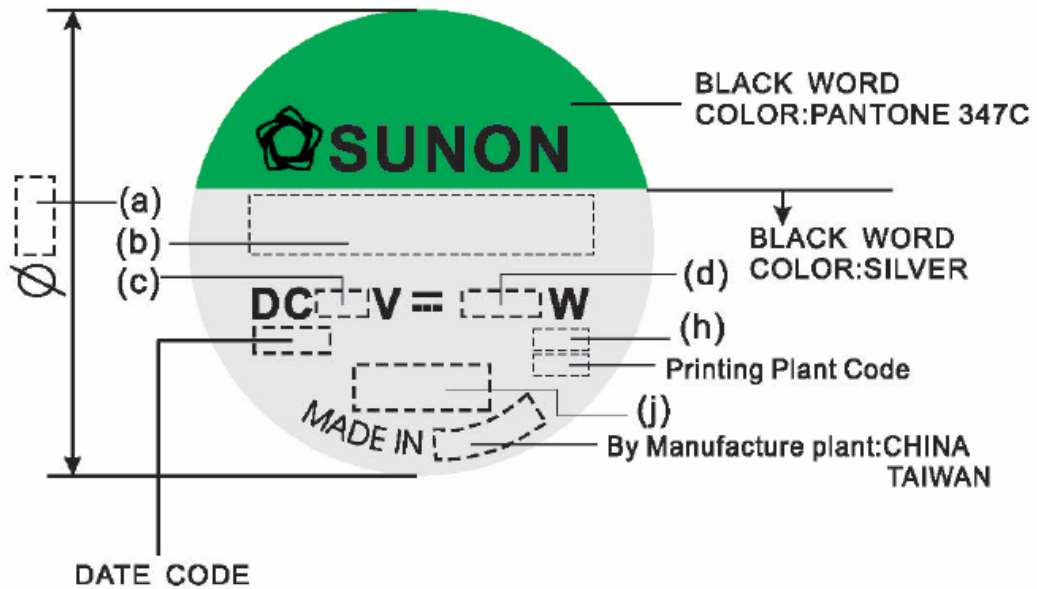 BLACK WORD
COLOR:PANTONE 347C
SUNON
(a)
(b)
BLACK WORD
COLOR:SILVER
Ø
(c)
(d)
DC V ⎓ W
(h)
Printing Plant Code
(j)
MADE IN
By Manufacture plant:CHINA
TAIWAN
DATE CODE